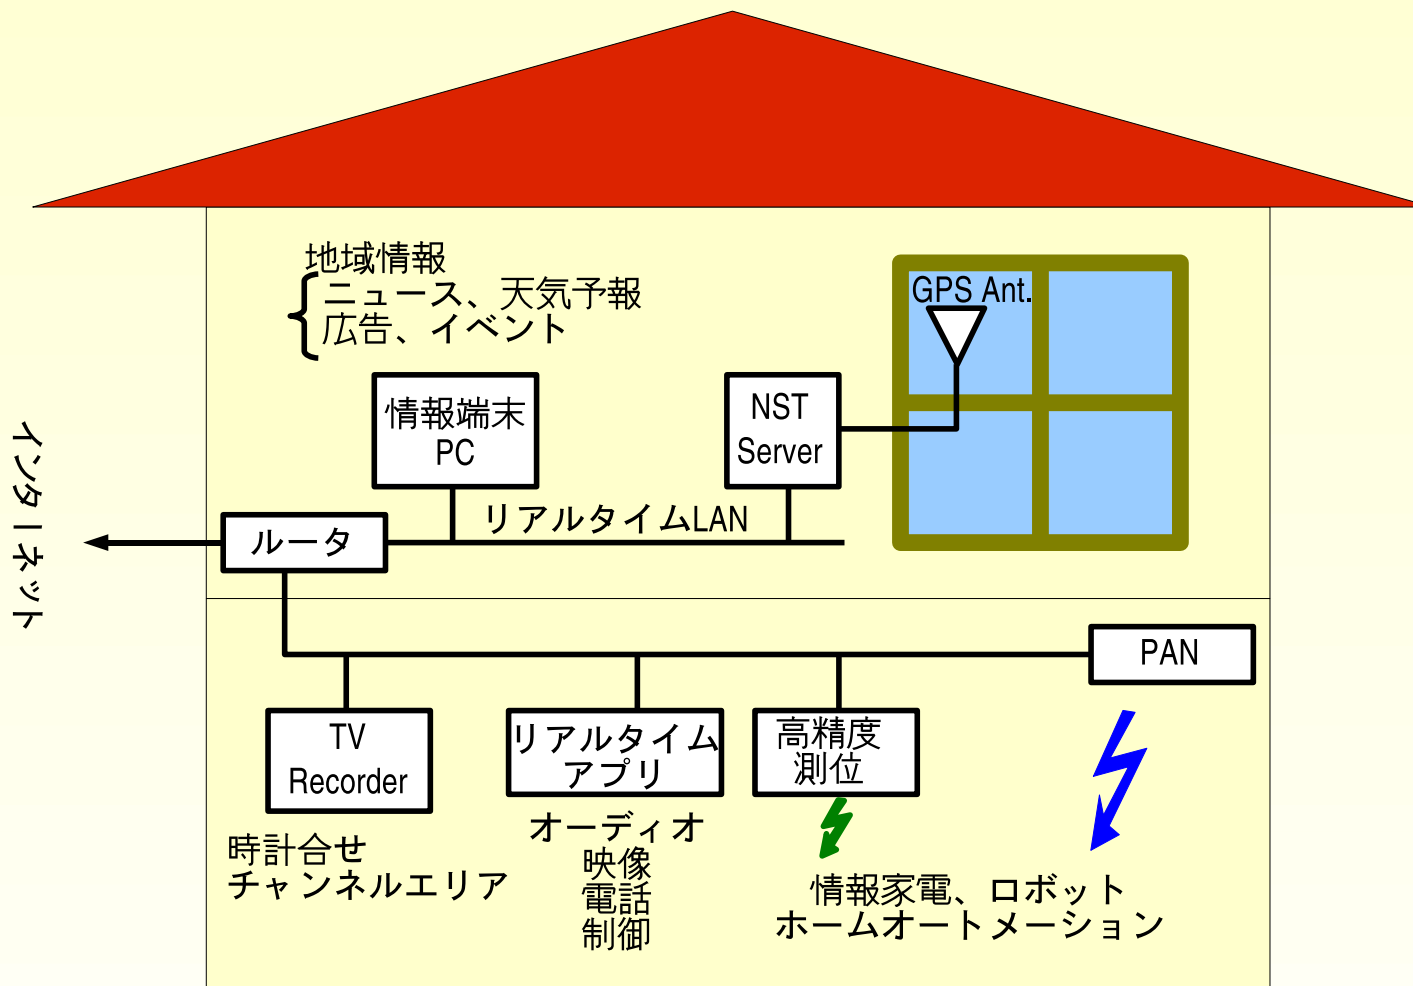 地域情報
ニュース、天気予報
広告、イベント
GPS Ant.
情報端末
PC
NST
Server
リアルタイムLAN
ルータ
インターネット
PAN
TV
Recorder
リアルタイム
アプリ
高精度
測位
時計合せ
チャンネルエリア
オーディオ
映像
電話
制御
情報家電、ロボット
ホームオートメーション